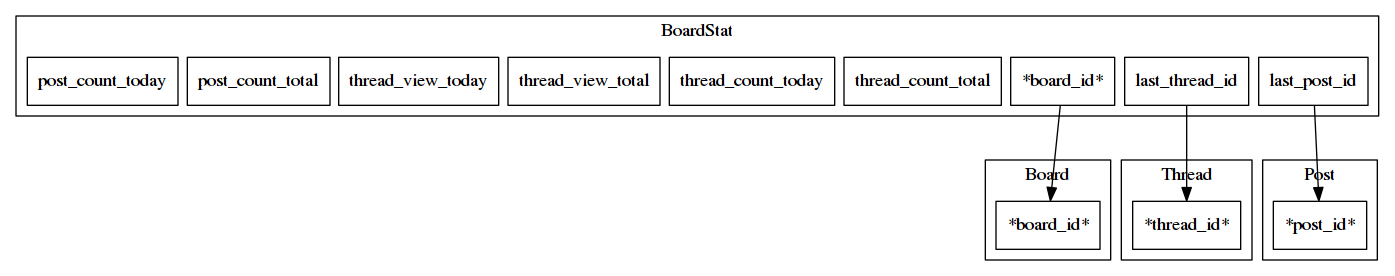 BoardStat
post_count_today post_count_total thread_view_today thread_view_total thread_count_today thread_count_total *board_id* last_thread_id last_post_id
Board Thread Post
*board_id* *thread_id* *post_id*